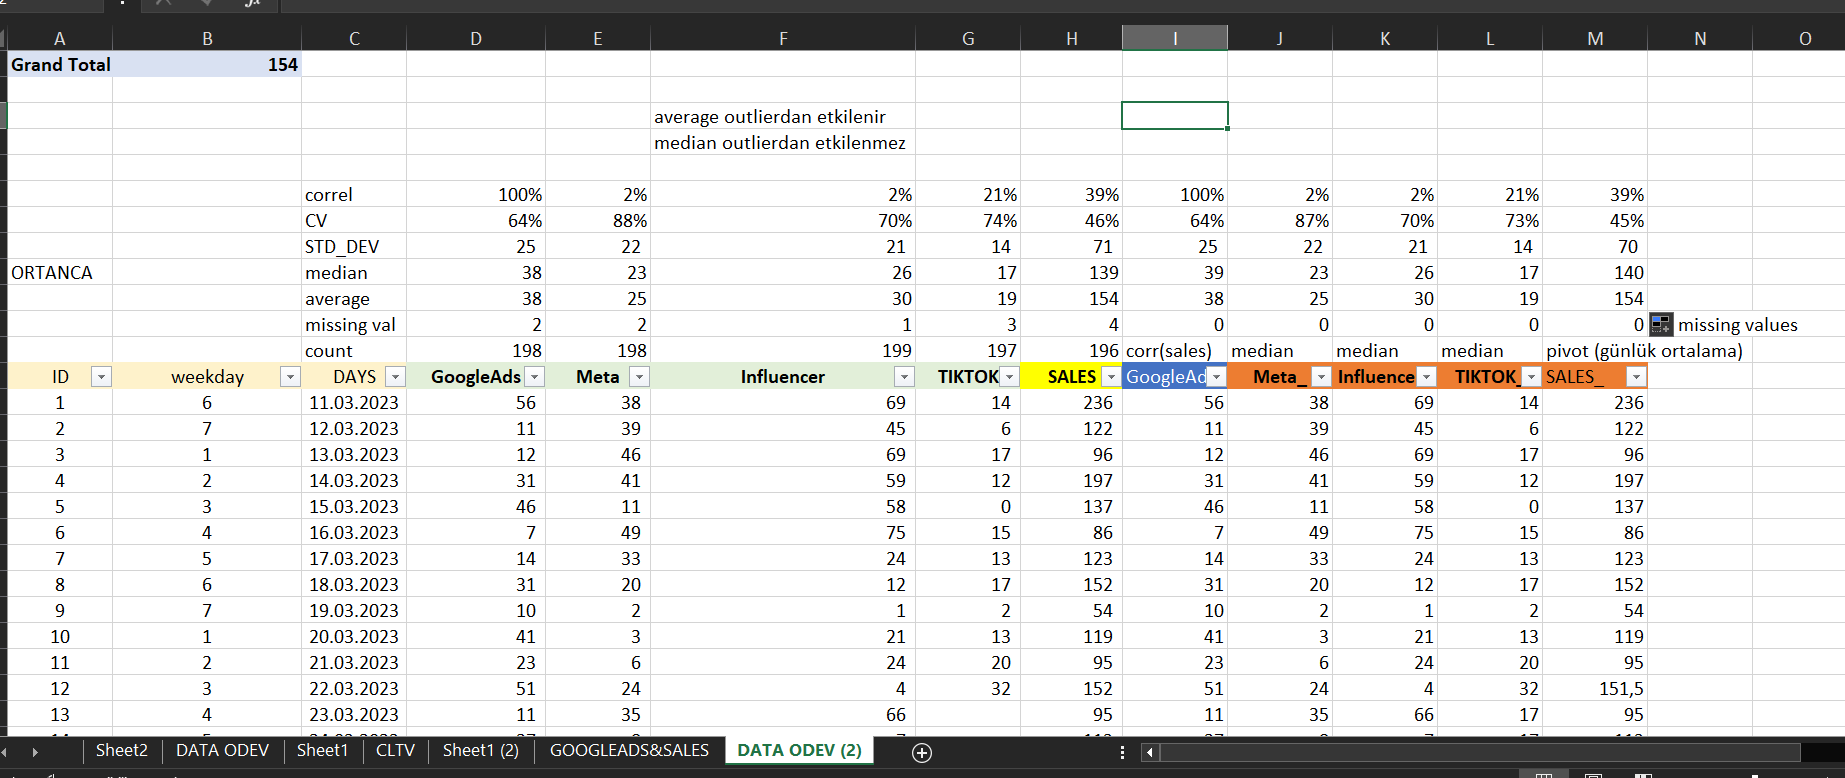 A B C D E F G H I J K L M N O
Grand Total 154
average outlierdan etkilenir
median outlierdan etkilenmez
correl 100% 2% 2% 21% 39% 100% 2% 2% 21% 39%
CV 64% 88% 70% 74% 46% 64% 87% 70% 73% 45%
STD_DEV 25 22 21 14 71 25 22 21 14 70
ORTANCA median 38 23 26 17 139 39 23 26 17 140
average 38 25 30 19 154 38 25 30 19 154
missing val 2 2 1 3 4 0 0 0 0 0 missing values
count 198 198 199 197 196 corr(sales) median median median pivot (günlük ortalama)
ID weekday DAYS GoogleAds Meta Influencer TIKTOK SALES GoogleAd Meta_ Influence TIKTOK_ SALES_
1 6 11.03.2023 56 38 69 14 236 56 38 69 14 236
2 7 12.03.2023 11 39 45 6 122 11 39 45 6 122
3 1 13.03.2023 12 46 69 17 96 12 46 69 17 96
4 2 14.03.2023 31 41 59 12 197 31 41 59 12 197
5 3 15.03.2023 46 11 58 0 137 46 11 58 0 137
6 4 16.03.2023 7 49 75 15 86 7 49 75 15 86
7 5 17.03.2023 14 33 24 13 123 14 33 24 13 123
8 6 18.03.2023 31 20 12 17 152 31 20 12 17 152
9 7 19.03.2023 10 2 1 2 54 10 2 1 2 54
10 1 20.03.2023 41 3 21 13 119 41 3 21 13 119
11 2 21.03.2023 23 6 24 20 95 23 6 24 20 95
12 3 22.03.2023 51 24 4 32 152 51 24 4 32 151,5
13 4 23.03.2023 11 35 66 95 11 35 66 17 95
Sheet2 DATA ODEV Sheet1 CLTV Sheet1 (2) GOOGLEADS&SALES DATA ODEV (2)